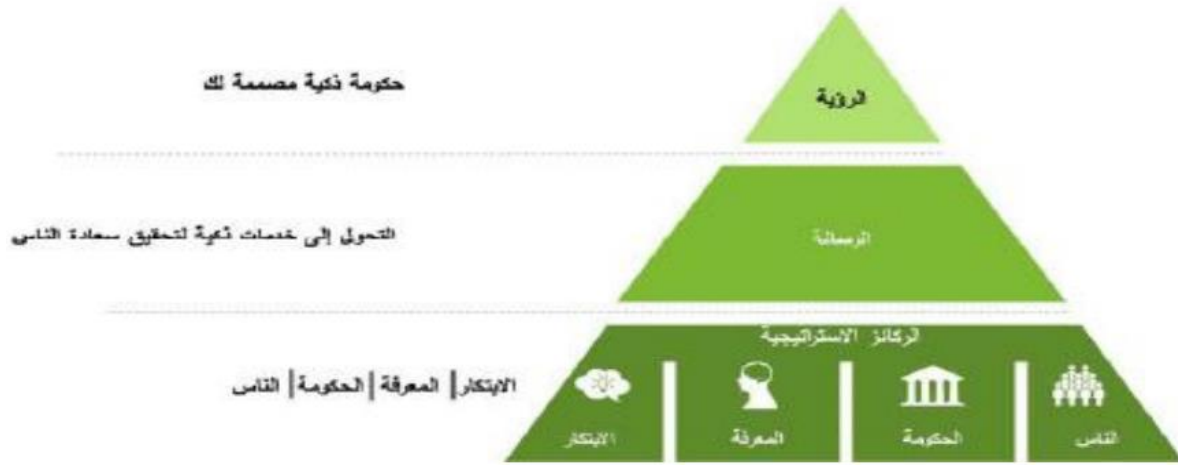 الرؤية
حكومة ذكية مصممة لك
الرسالة
التحول إلى خدمات ذكية لتحقيق سعادة الناس
الركائز الاستراتيجية
الناس
الحكومة
المعرفة
الابتكار
الابتكار | المعرفة | الحكومة | الناس